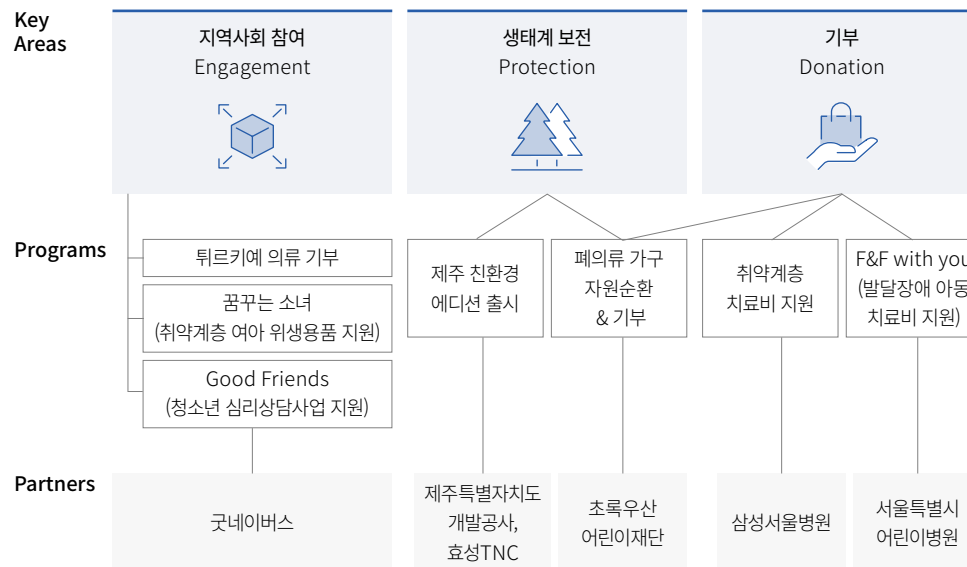 Key
Areas
지역사회 참여
Engagement
생태계 보전
Protection
기부
Donation
Programs
튀르키예 의류 기부
꿈꾸는 소녀
(취약계층 여아 위생용품 지원)
Good Friends
(청소년 심리상담사업 지원)
제주 친환경
에디션 출시
폐의류 가구
자원순환
& 기부
취약계층
치료비 지원
F&F with you
(발달장애 아동
치료비 지원)
Partners
굿네이버스
제주특별자치도
개발공사,
효성TNC
초록우산
어린이재단
삼성서울병원
서울특별시
어린이병원